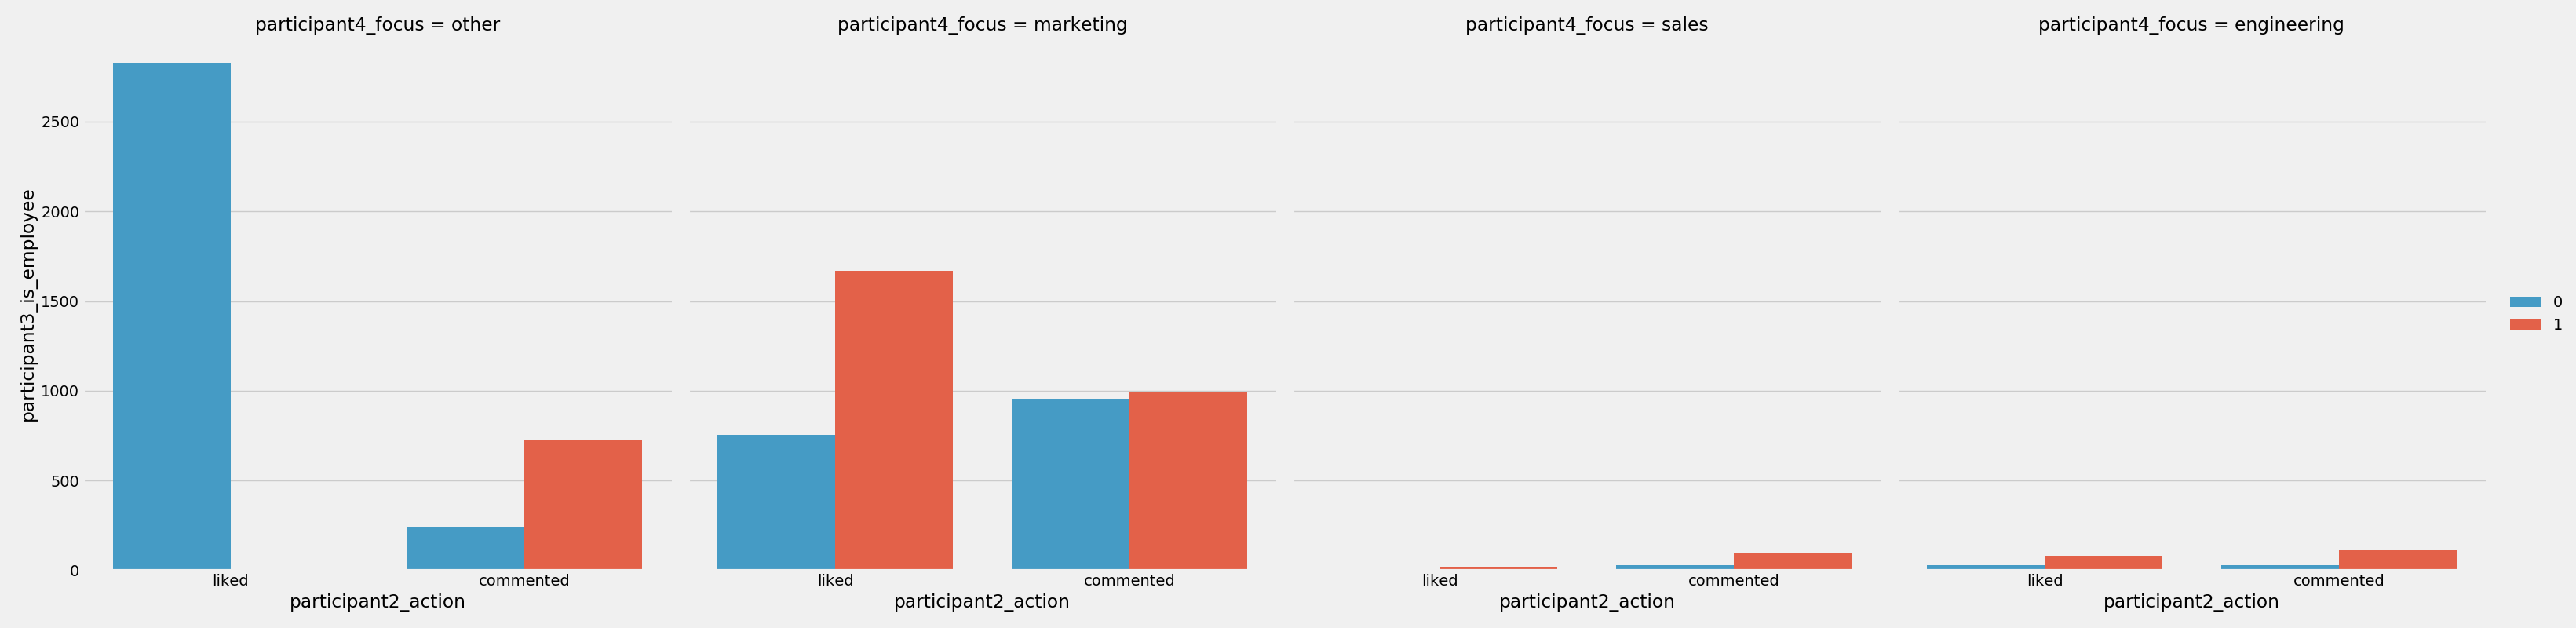 participant4_focus = other
participant4_focus = marketing
participant4_focus = sales
participant4_focus = engineering
participant3_is_employee
2500
2000
1500
1000
500
0
liked
commented
liked
commented
liked
commented
liked
commented
participant2_action
participant2_action
participant2_action
participant2_action
0
1